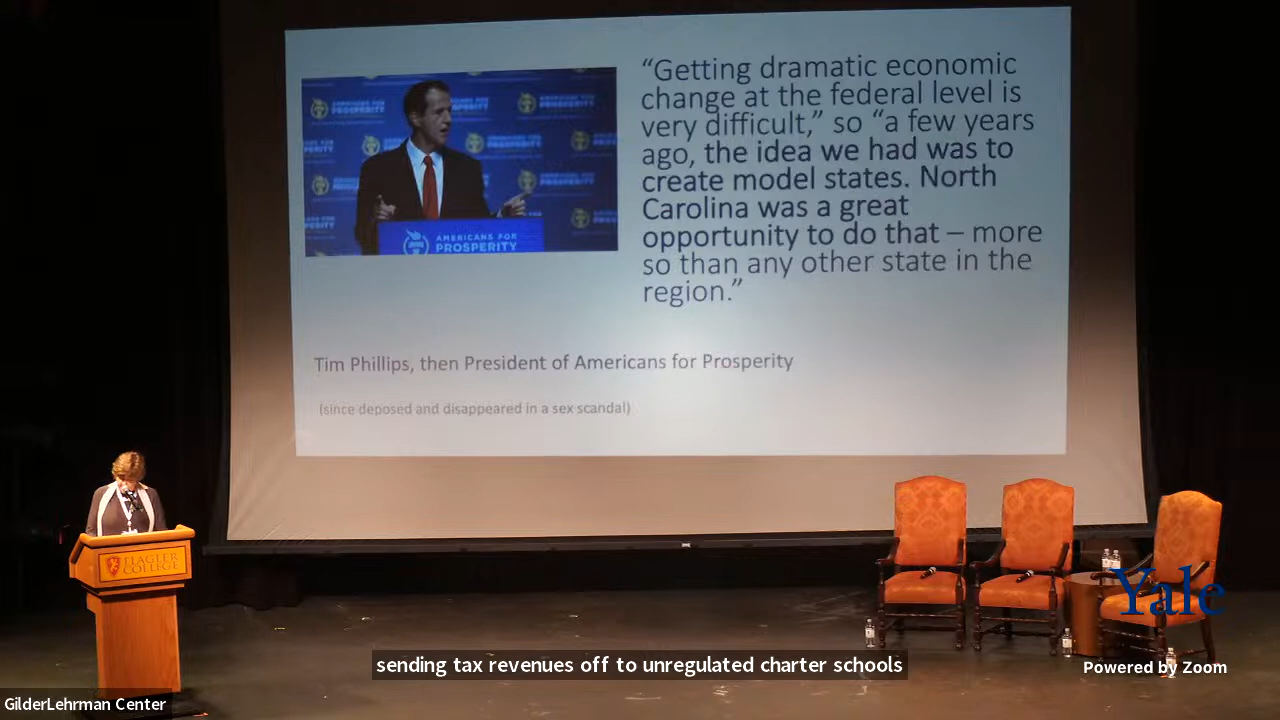 “Getting dramatic economic
change at the federal level is
very difficult,” so “a few years
ago, the idea we had was to
create model states. North
Carolina was a great
opportunity to do that – more
so than any other state in the
region.”
AMERICANS FOR
PROSPERITY
Tim Phillips, then President of Americans for Prosperity
(since deposed and disappeared in a sex scandal)
FLAGLER
COLLEGE
Yale
sending tax revenues off to unregulated charter schools
Powered by Zoom
GilderLehrman Center